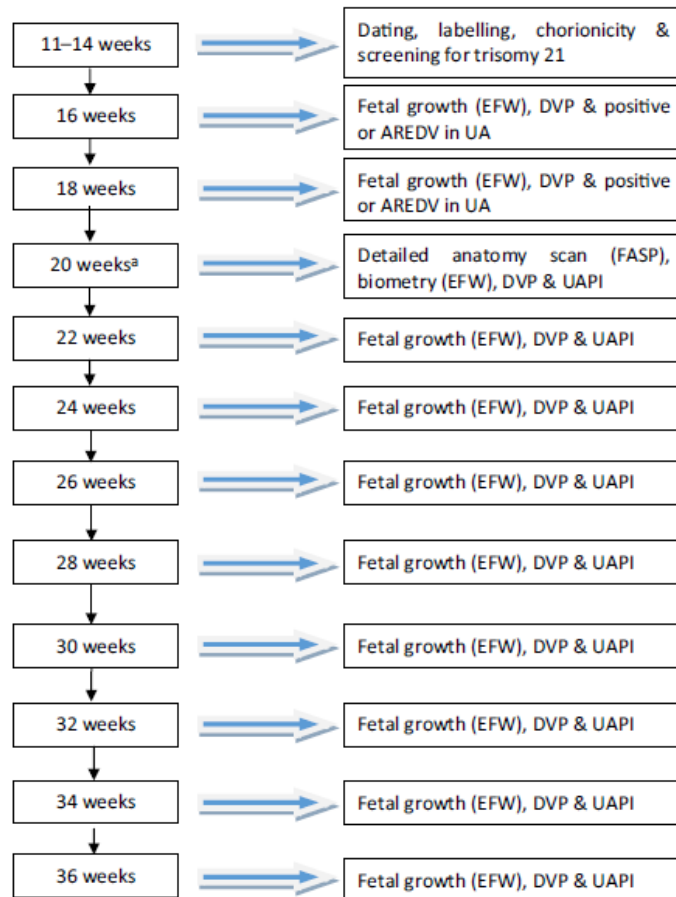 11–14 weeks
Dating, labelling, chorionicity &
screening for trisomy 21
16 weeks
Fetal growth (EFW), DVP & positive
or AREDV in UA
18 weeks
Fetal growth (EFW), DVP & positive
or AREDV in UA
20 weeksᵃ
Detailed anatomy scan (FASP),
biometry (EFW), DVP & UAPI
22 weeks
Fetal growth (EFW), DVP & UAPI
24 weeks
Fetal growth (EFW), DVP & UAPI
26 weeks
Fetal growth (EFW), DVP & UAPI
28 weeks
Fetal growth (EFW), DVP & UAPI
30 weeks
Fetal growth (EFW), DVP & UAPI
32 weeks
Fetal growth (EFW), DVP & UAPI
34 weeks
Fetal growth (EFW), DVP & UAPI
36 weeks
Fetal growth (EFW), DVP & UAPI